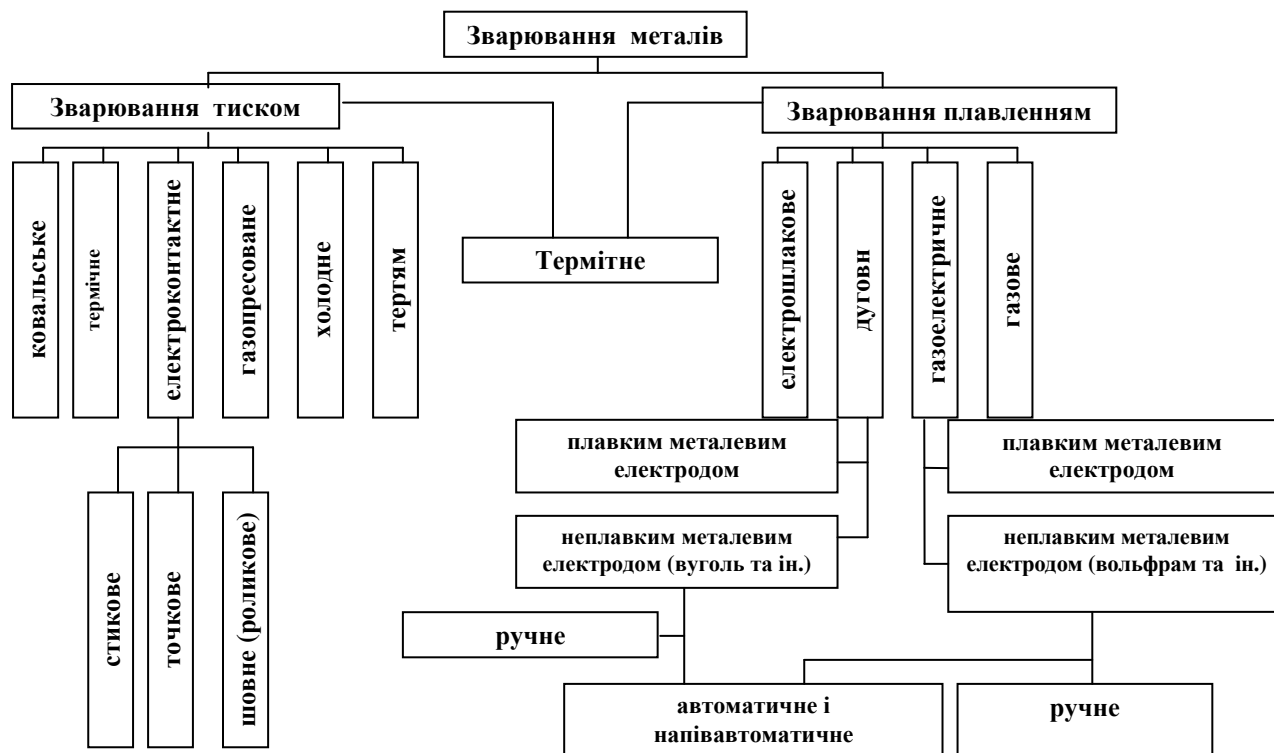 Зварювання металів
Зварювання тиском
Зварювання плавленням
ковальське
термічне
електроконтактне
газопресоване
холодне
тертям
Термітне
електрошлакове
дуговн
газоелектричне
газове
плавким металевим
електродом
плавким металевим
електродом
неплавким металевим
електродом (вуголь та ін.)
неплавким металевим
електродом (вольфрам та ін.)
стикове
точкове
шовне (роликове)
ручне
автоматичне і
напівавтоматичне
ручне